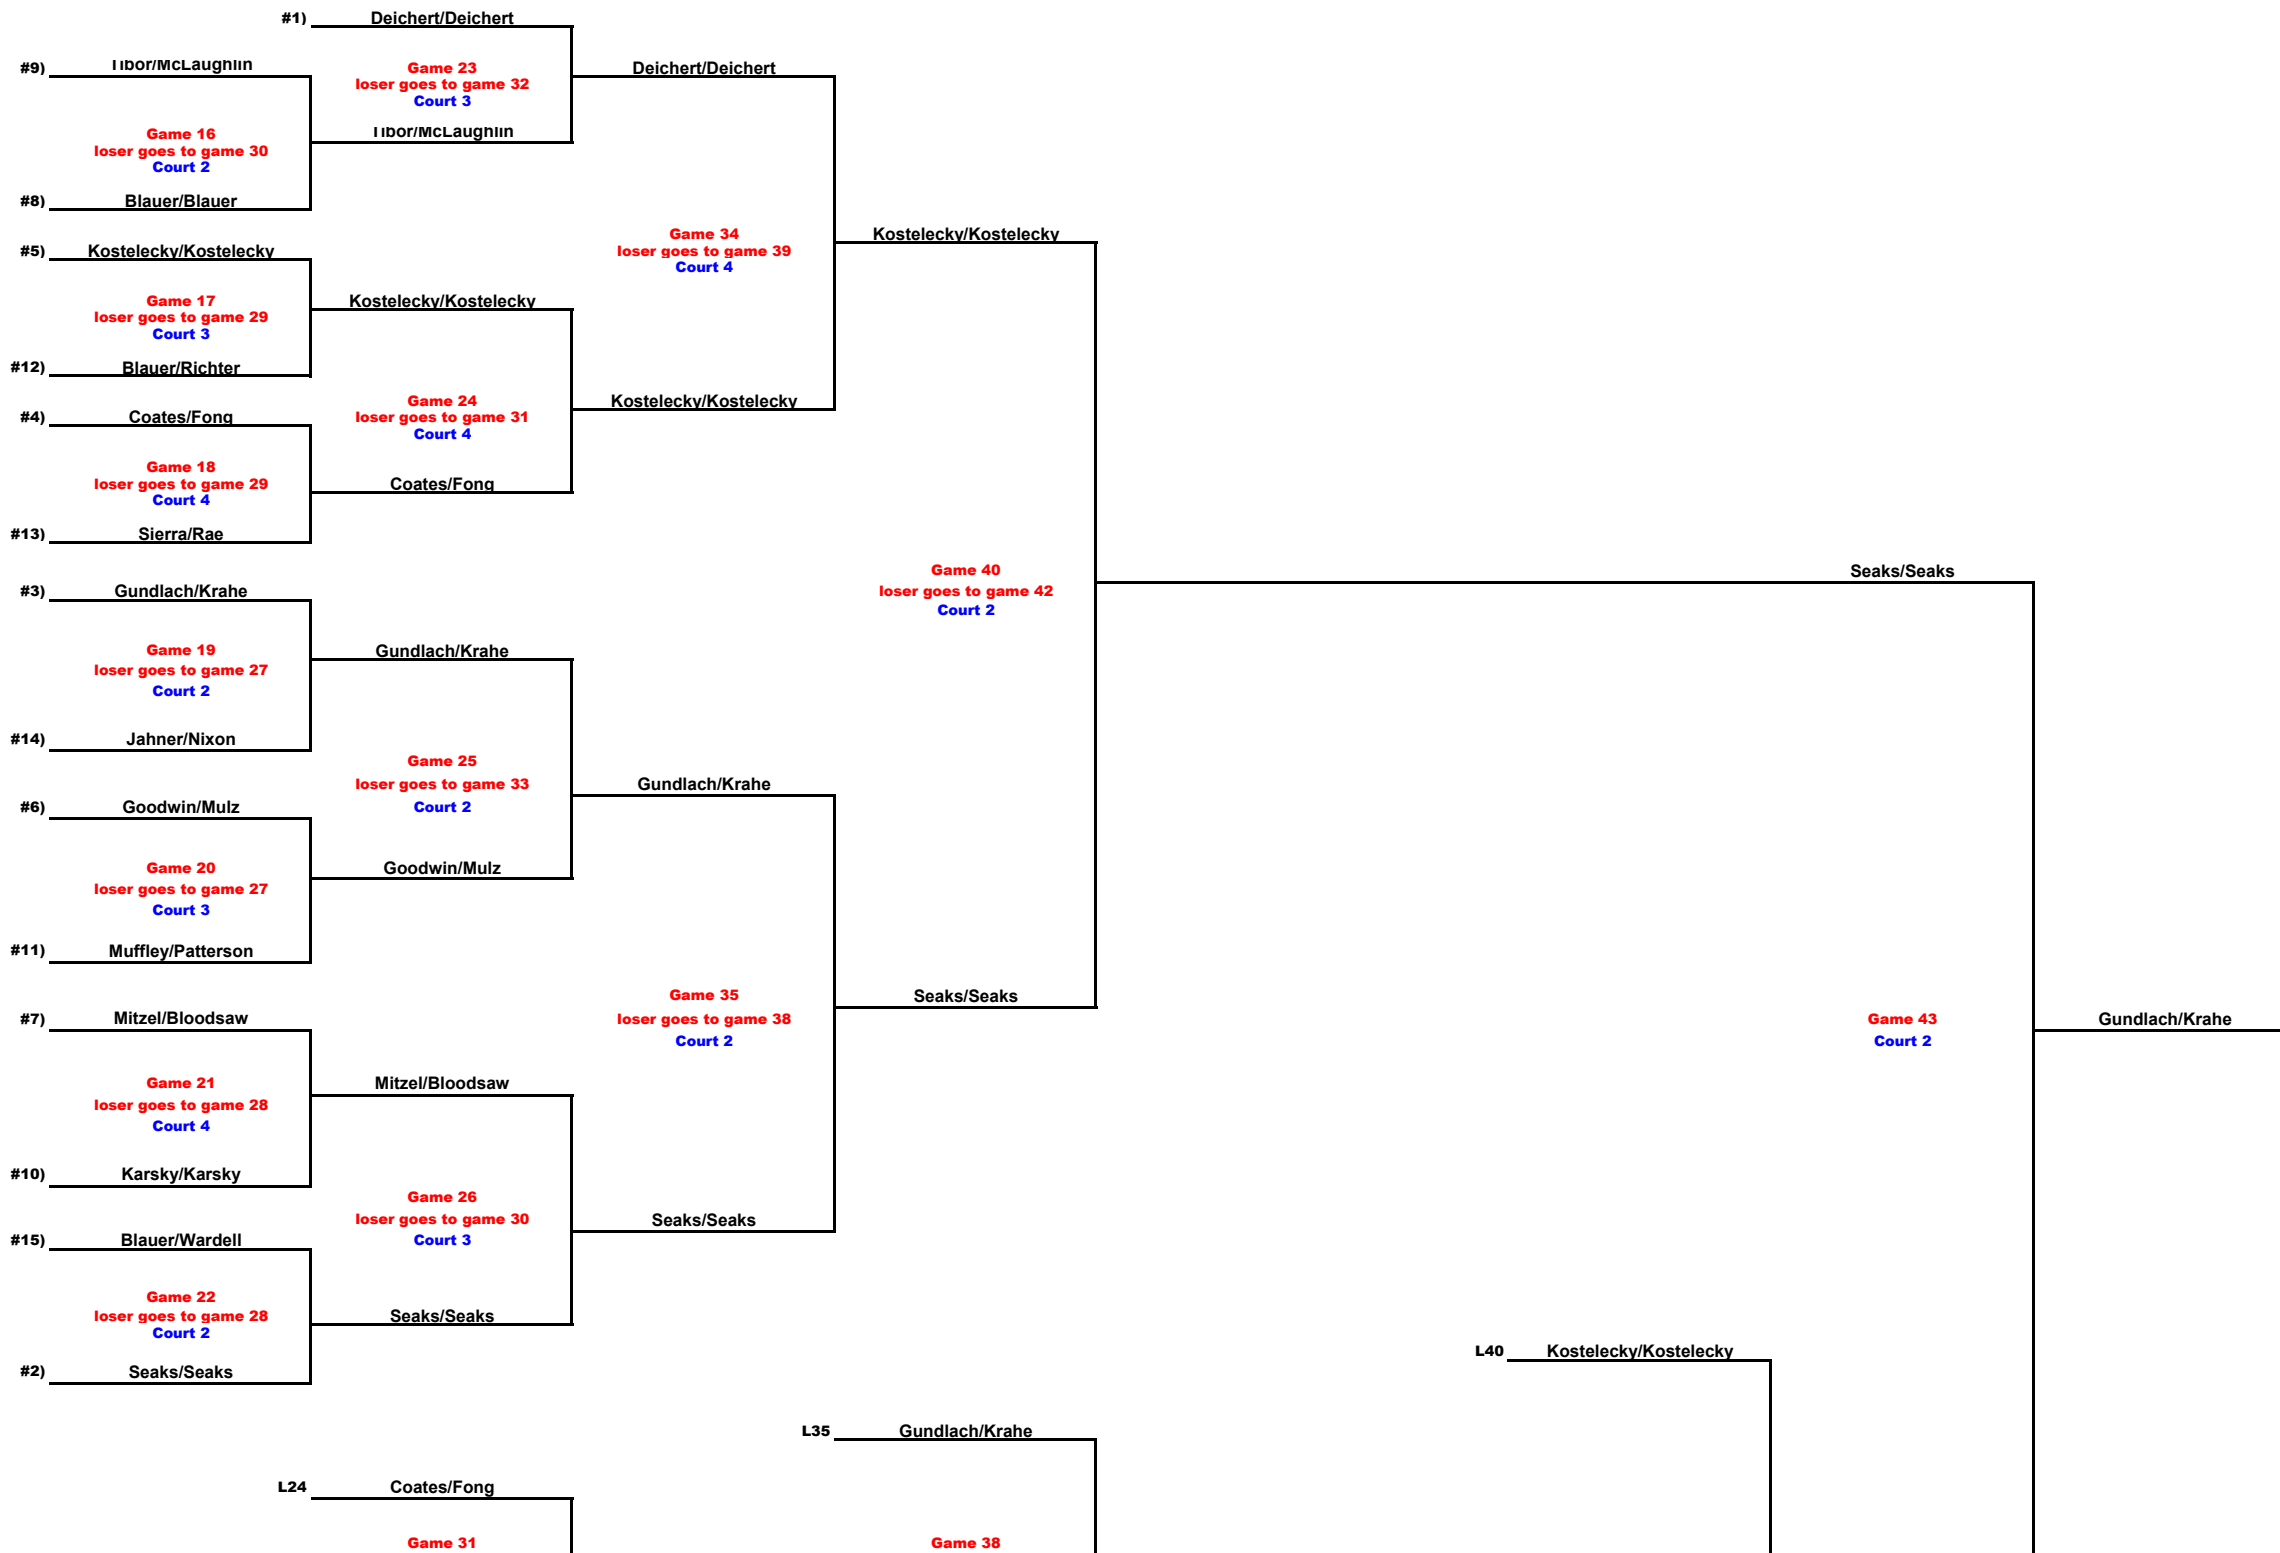 #1) Deichert/Deichert
#9) Tibor/McLaughlin
Game 23
loser goes to game 32
Court 3
Deichert/Deichert
Game 16
loser goes to game 30
Court 2
Tibor/McLaughlin
#8) Blauer/Blauer
#5) Kostelecky/Kostelecky
Game 34
loser goes to game 39
Court 4
Kostelecky/Kostelecky
Game 17
loser goes to game 29
Court 3
Kostelecky/Kostelecky
#12) Blauer/Richter
#4) Coates/Fong
Game 24
loser goes to game 31
Court 4
Kostelecky/Kostelecky
Game 18
loser goes to game 29
Court 4
Coates/Fong
#13) Sierra/Rae
#3) Gundlach/Krahe
Game 40
loser goes to game 42
Court 2
Seaks/Seaks
Game 19
loser goes to game 27
Court 2
Gundlach/Krahe
#14) Jahner/Nixon
Game 25
loser goes to game 33
Court 2
Gundlach/Krahe
#6) Goodwin/Mulz
Game 20
loser goes to game 27
Court 3
Goodwin/Mulz
#11) Muffley/Patterson
Game 35
loser goes to game 38
Court 2
Seaks/Seaks
#7) Mitzel/Bloodsaw
Game 43
Court 2
Gundlach/Krahe
Game 21
loser goes to game 28
Court 4
Mitzel/Bloodsaw
#10) Karsky/Karsky
Game 26
loser goes to game 30
Court 3
Seaks/Seaks
#15) Blauer/Wardell
Game 22
loser goes to game 28
Court 2
Seaks/Seaks
#2) Seaks/Seaks
L40 Kostelecky/Kostelecky
L35 Gundlach/Krahe
L24 Coates/Fong
Game 31
Game 38